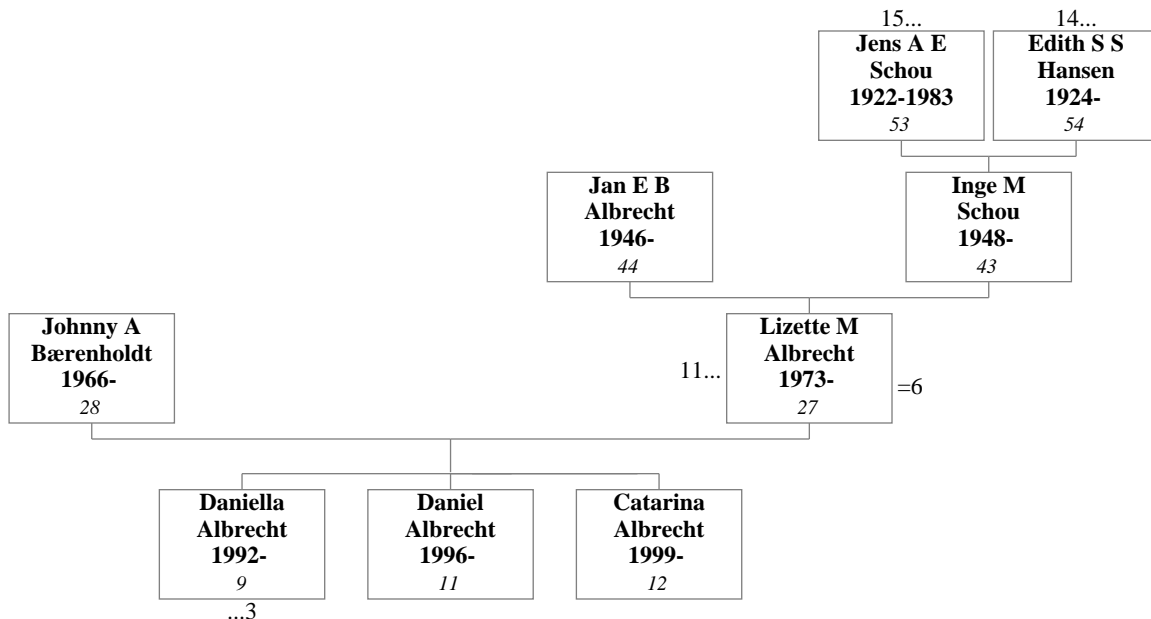 15...
14...
Jens A E
Schou
1922-1983
53
Edith S S
Hansen
1924-
54
Jan E B
Albrecht
1946-
44
Inge M
Schou
1948-
43
Johnny A
Bærenholdt
1966-
28
11...
Lizette M
Albrecht
1973-
27
=6
Daniella
Albrecht
1992-
9
...3
Daniel
Albrecht
1996-
11
Catarina
Albrecht
1999-
12